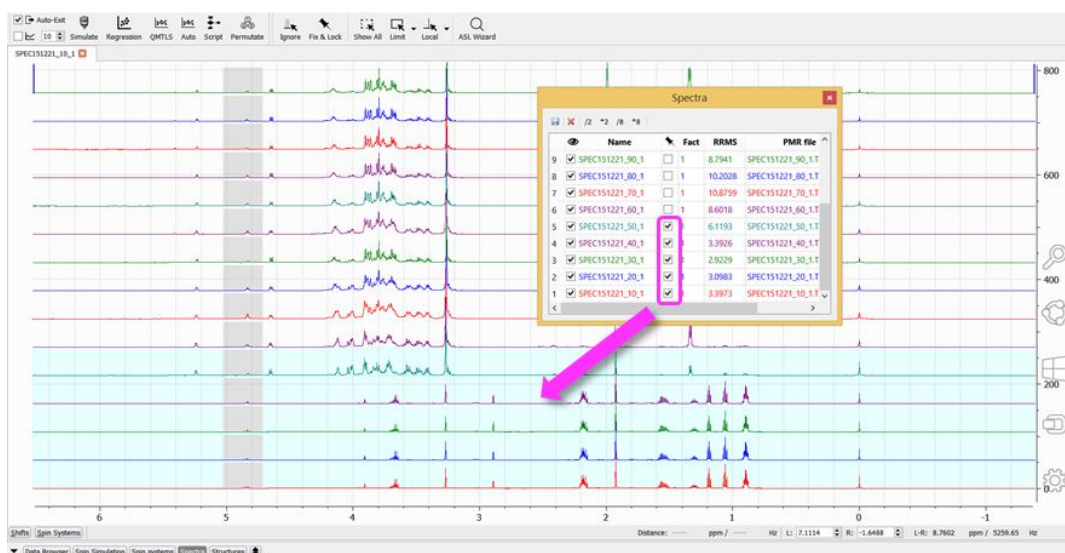 Auto-Exit
10 Simulate Regression QMTLS Auto Script Permutate Ignore Fix & Lock Show All Limit Local ASL Wizard
SPEC151221_10_1
800
600
400
200
0
Spectra
/2 *2 /8 *8
Name Fact RRMS PMR file
9 SPEC151221_90_1 1 8.7941 SPEC151221_90_1.T
8 SPEC151221_80_1 1 10.2028 SPEC151221_80_1.T
7 SPEC151221_70_1 1 10.8759 SPEC151221_70_1.T
6 SPEC151221_60_1 1 8.6018 SPEC151221_60_1.T
5 SPEC151221_50_1 6.1193 SPEC151221_50_1.T
4 SPEC151221_40_1 3.3926 SPEC151221_40_1.T
3 SPEC151221_30_1 2.9229 SPEC151221_30_1.T
2 SPEC151221_20_1 3.0983 SPEC151221_20_1.T
1 SPEC151221_10_1 3.3973 SPEC151221_10_1.T
6 5 4 3 2 1 0 -1
Shifts Spin Systems Distance: ppm / Hz L: 7.1114 R: -1.6488 L-R: 8.7602 ppm / 5259.65 Hz
Data Browser Spin Simulation Spin systems Spectra Structures